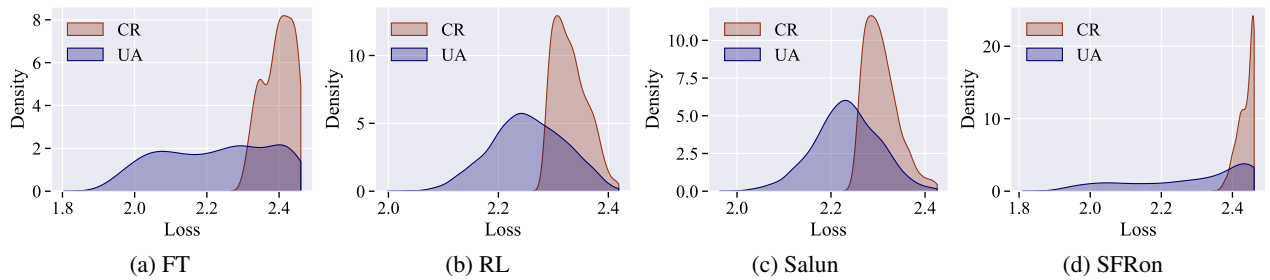 CR
UA
Density
8
6
4
2
0
1.8 2.0 2.2 2.4
Loss
(a) FT
CR
UA
Density
10
5
0
2.0 2.2 2.4
Loss
(b) RL
CR
UA
Density
10.0
7.5
5.0
2.5
0.0
2.0 2.2 2.4
Loss
(c) Salun
CR
UA
Density
20
10
0
1.8 2.0 2.2 2.4
Loss
(d) SFRon